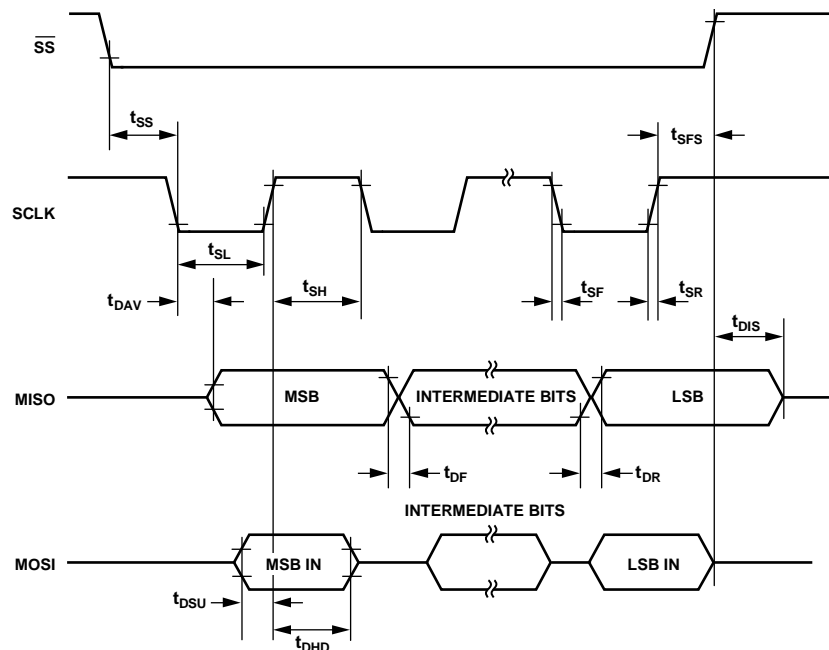 SS
tSS
tSFS
SCLK
tSL
tSH
tSF
tSR
tDAV
tDIS
MISO
MSB
INTERMEDIATE BITS
LSB
tDF
tDR
INTERMEDIATE BITS
MOSI
MSB IN
LSB IN
tDSU
tDHD